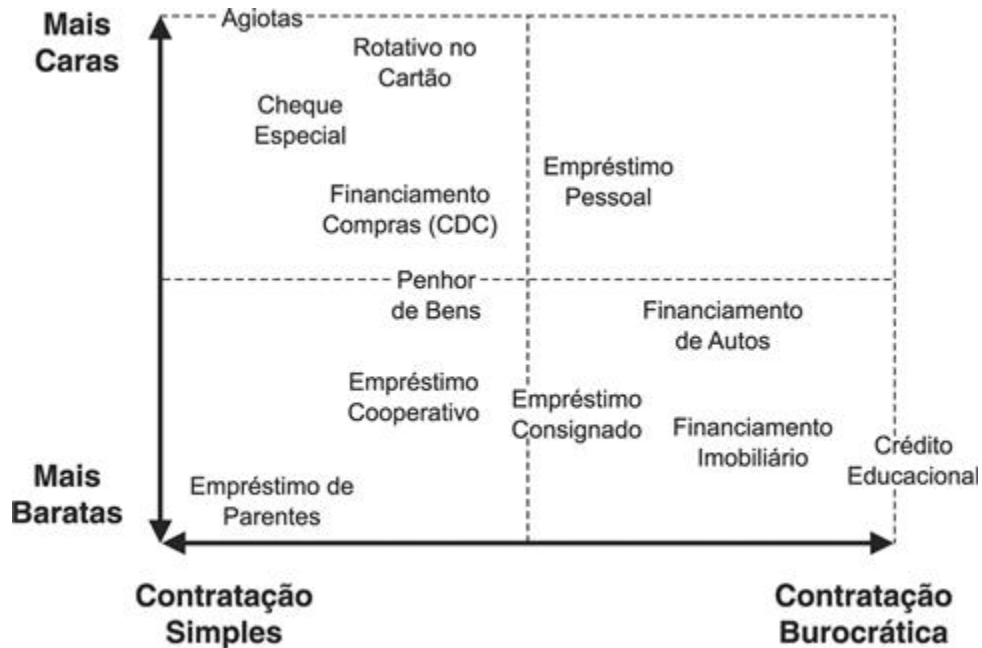 Mais
Caras
Agiotas
Rotativo no
Cartão
Cheque
Especial
Empréstimo
Pessoal
Financiamento
Compras (CDC)
Penhor
de Bens
Financiamento
de Autos
Empréstimo
Cooperativo
Empréstimo
Consignado
Financiamento
Imobiliário
Crédito
Educacional
Mais
Baratas
Empréstimo de
Parentes
Contratação
Simples
Contratação
Burocrática